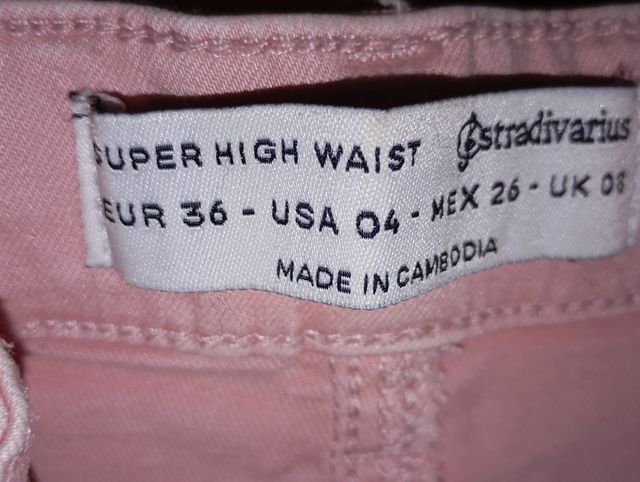 SUPER HIGH WAIST stradivarius
EUR 36 - USA 04 - MEX 26 - UK 08
MADE IN CAMBODIA